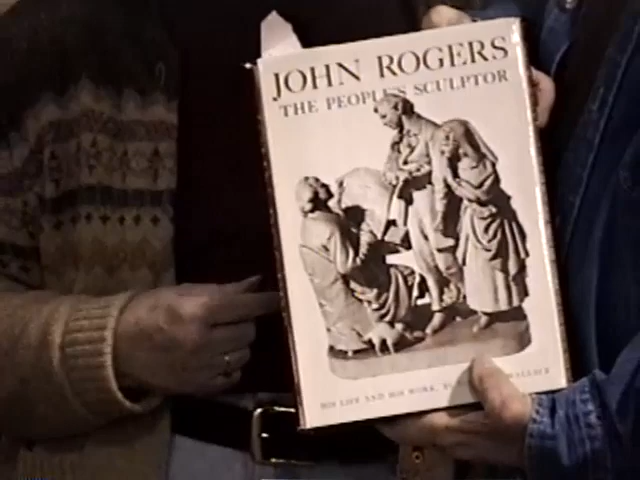 JOHN ROGERS
THE PEOPLE'S SCULPTOR
HIS LIFE AND HIS WORK, WALLACE